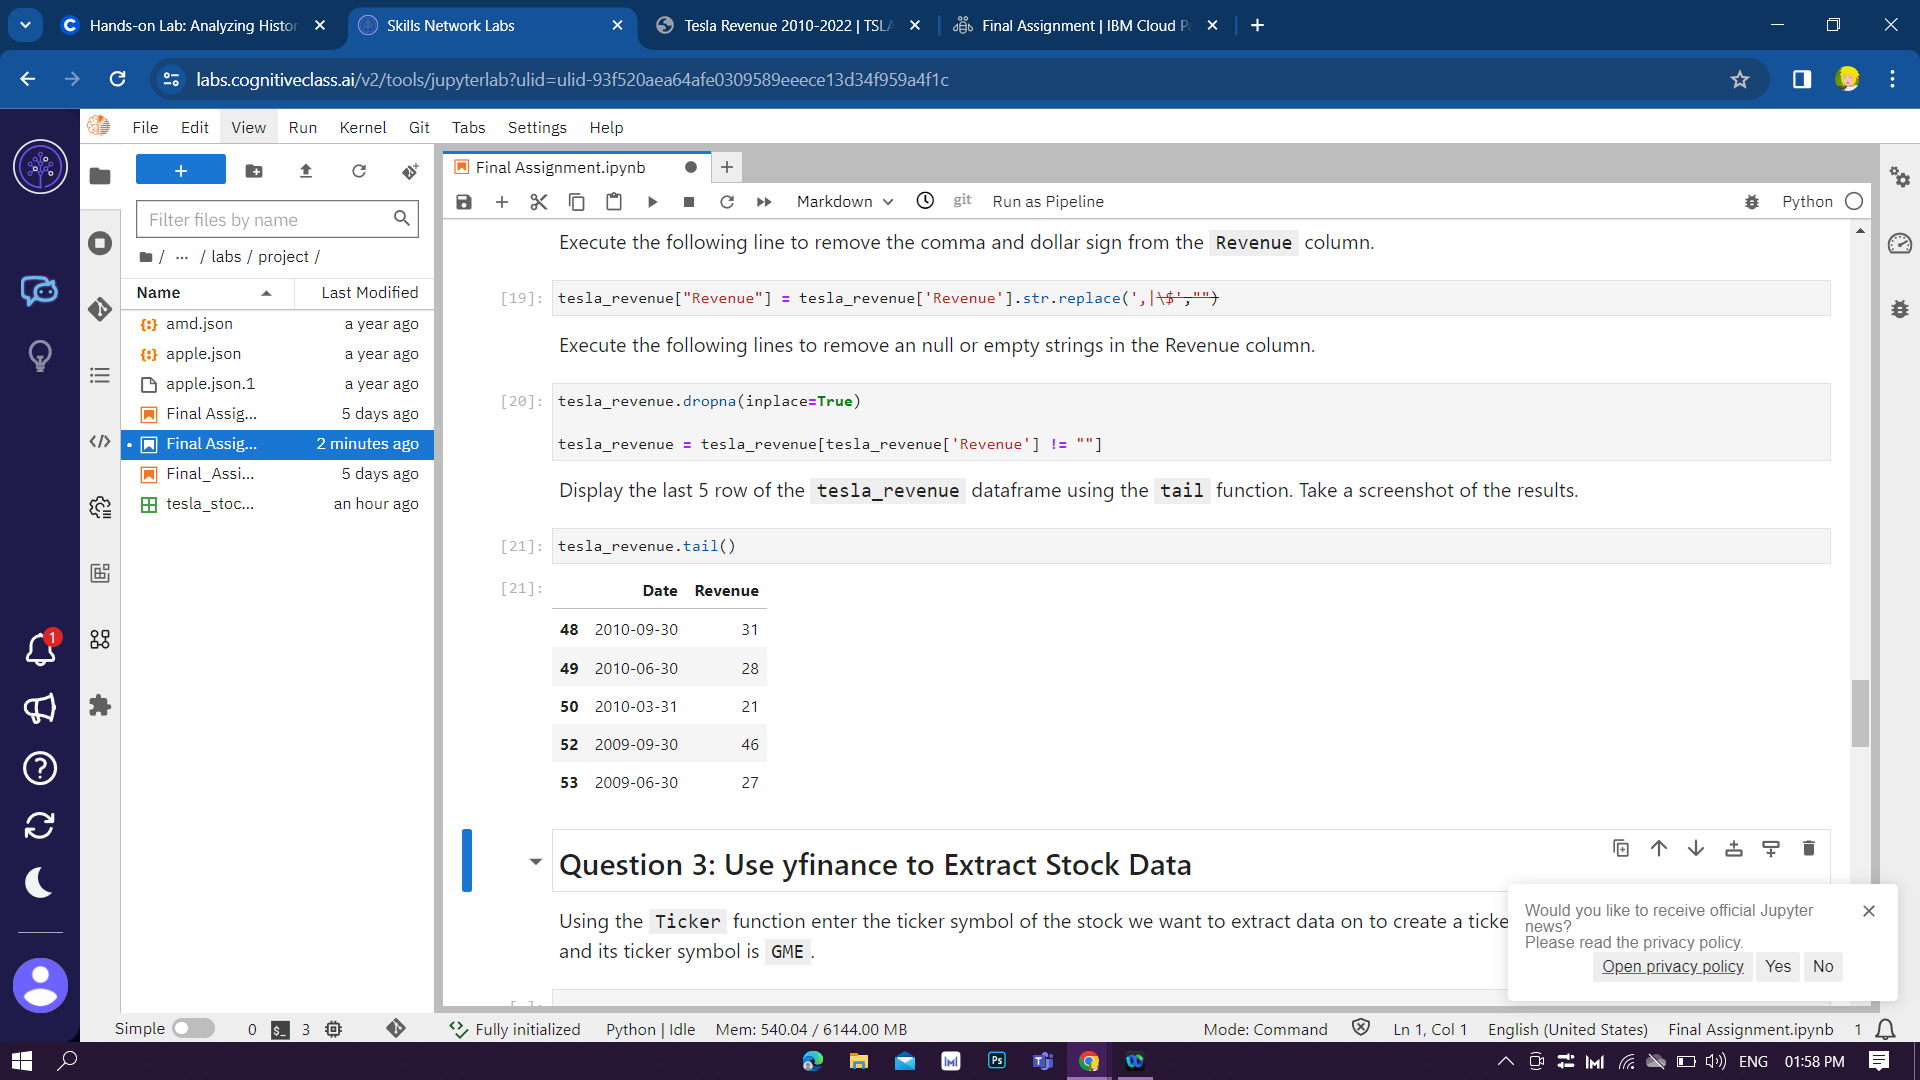 Hands-on Lab: Analyzing Histor
Skills Network Labs
Tesla Revenue 2010-2022 | TSLA
Final Assignment | IBM Cloud P
labs.cognitiveclass.ai/v2/tools/jupyterlab?ulid=ulid-93f520aea64afe0309589eeece13d34f959a4f1c
File Edit View Run Kernel Git Tabs Settings Help
Final Assignment.ipynb
Filter files by name
Markdown
git
Run as Pipeline
Python
/ ... / labs / project /
Name Last Modified
amd.json a year ago
apple.json a year ago
apple.json.1 a year ago
Final Assig... 5 days ago
Final Assig... 2 minutes ago
Final_Assi... 5 days ago
tesla_stoc... an hour ago
Execute the following line to remove the comma and dollar sign from the Revenue column.
[19]: tesla_revenue["Revenue"] = tesla_revenue['Revenue'].str.replace(',|\$',"")
Execute the following lines to remove an null or empty strings in the Revenue column.
[20]: tesla_revenue.dropna(inplace=True)
tesla_revenue = tesla_revenue[tesla_revenue['Revenue'] != ""]
Display the last 5 row of the tesla_revenue dataframe using the tail function. Take a screenshot of the results.
[21]: tesla_revenue.tail()
[21]: Date Revenue
48 2010-09-30 31
49 2010-06-30 28
50 2010-03-31 21
52 2009-09-30 46
53 2009-06-30 27
Question 3: Use yfinance to Extract Stock Data
Using the Ticker function enter the ticker symbol of the stock we want to extract data on to create a ticke
and its ticker symbol is GME .
1
Would you like to receive official Jupyter
news?
Please read the privacy policy.
Open privacy policy Yes No
Simple 0 $_ 3 Fully initialized Python | Idle Mem: 540.04 / 6144.00 MB Mode: Command Ln 1, Col 1 English (United States) Final Assignment.ipynb 1
Ps
ENG 01:58 PM